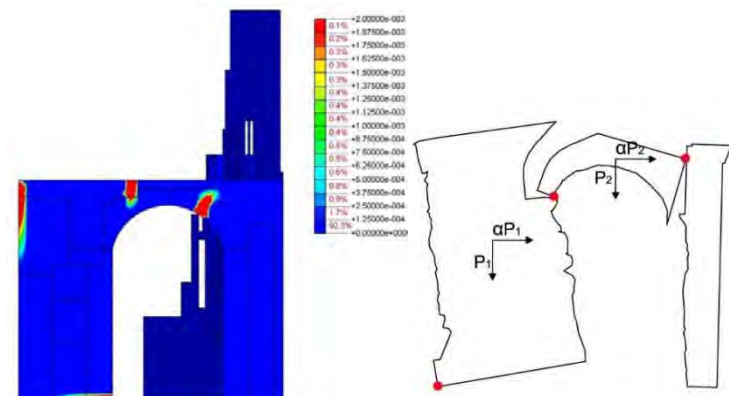 +2.00000e-003
0.1%
+1.87500e-003
0.2%
+1.75000e-003
0.3%
+1.62500e-003
0.3%
+1.50000e-003
0.3%
+1.37500e-003
0.4%
+1.25000e-003
0.4%
+1.12500e-003
0.4%
+1.00000e-003
0.4%
+8.75000e-004
+7.50000e-004
0.5%
+6.25000e-004
0.6%
+5.00000e-004
0.8%
+3.75000e-004
0.9%
+2.50000e-004
1.7%
+1.25000e-004
92.3%
+0.00000e+000
αP2
P2
αP1
P1